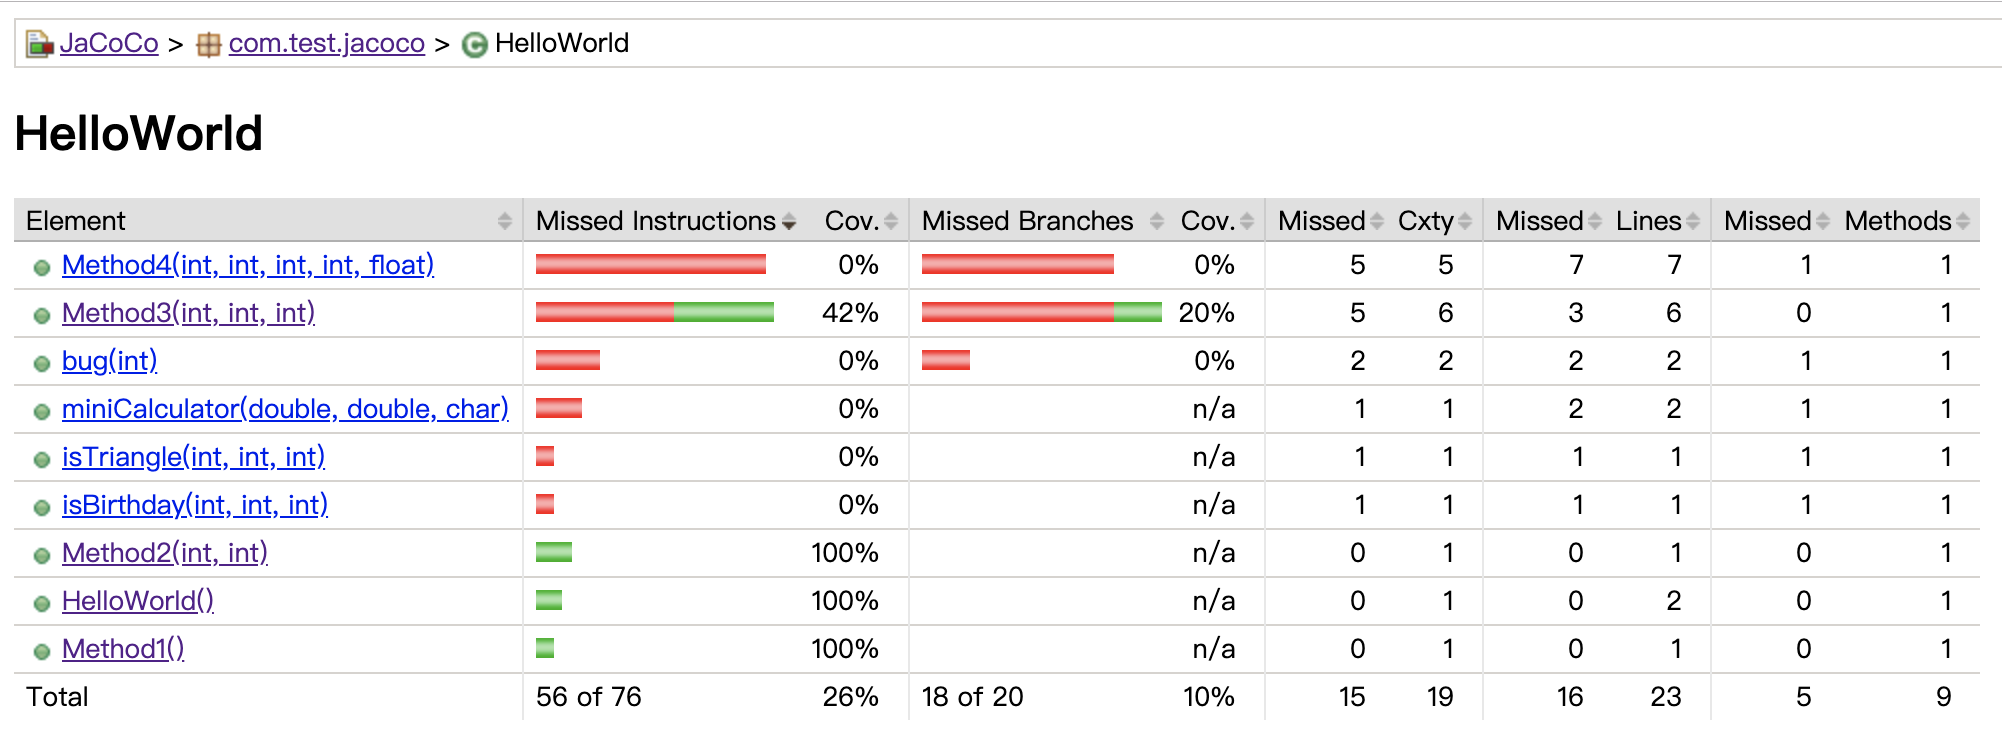 JaCoCo > com.test.jacoco > C HelloWorld
HelloWorld
Element Missed Instructions Cov. Missed Branches Cov. Missed Cxty Missed Lines Missed Methods
Method4(int, int, int, int, float) 0% 0% 5 5 7 7 1 1
Method3(int, int, int) 42% 20% 5 6 3 6 0 1
bug(int) 0% 0% 2 2 2 2 1 1
miniCalculator(double, double, char) 0% n/a 1 1 2 2 1 1
isTriangle(int, int, int) 0% n/a 1 1 1 1 1 1
isBirthday(int, int, int) 0% n/a 1 1 1 1 1 1
Method2(int, int) 100% n/a 0 1 0 1 0 1
HelloWorld() 100% n/a 0 1 0 2 0 1
Method1() 100% n/a 0 1 0 1 0 1
Total 56 of 76 26% 18 of 20 10% 15 19 16 23 5 9